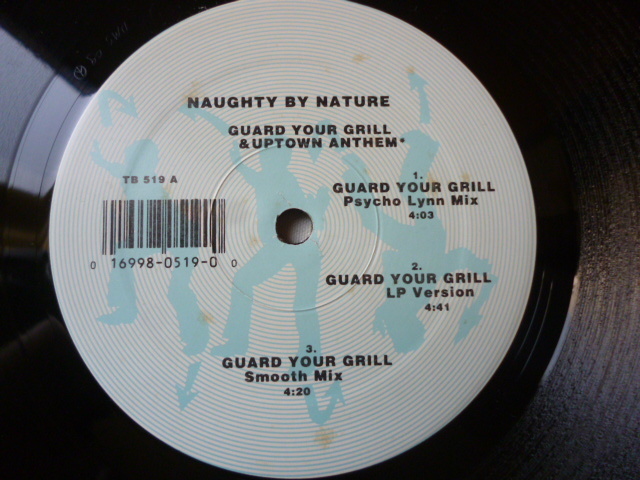 NAUGHTY BY NATURE
GUARD YOUR GRILL
& UPTOWN ANTHEM*
TB 519 A
1.
GUARD YOUR GRILL
Psycho Lynn Mix
4:03
0 16998-0519-0 0
2.
GUARD YOUR GRILL
LP Version
4:41
3.
GUARD YOUR GRILL
Smooth Mix
4:20